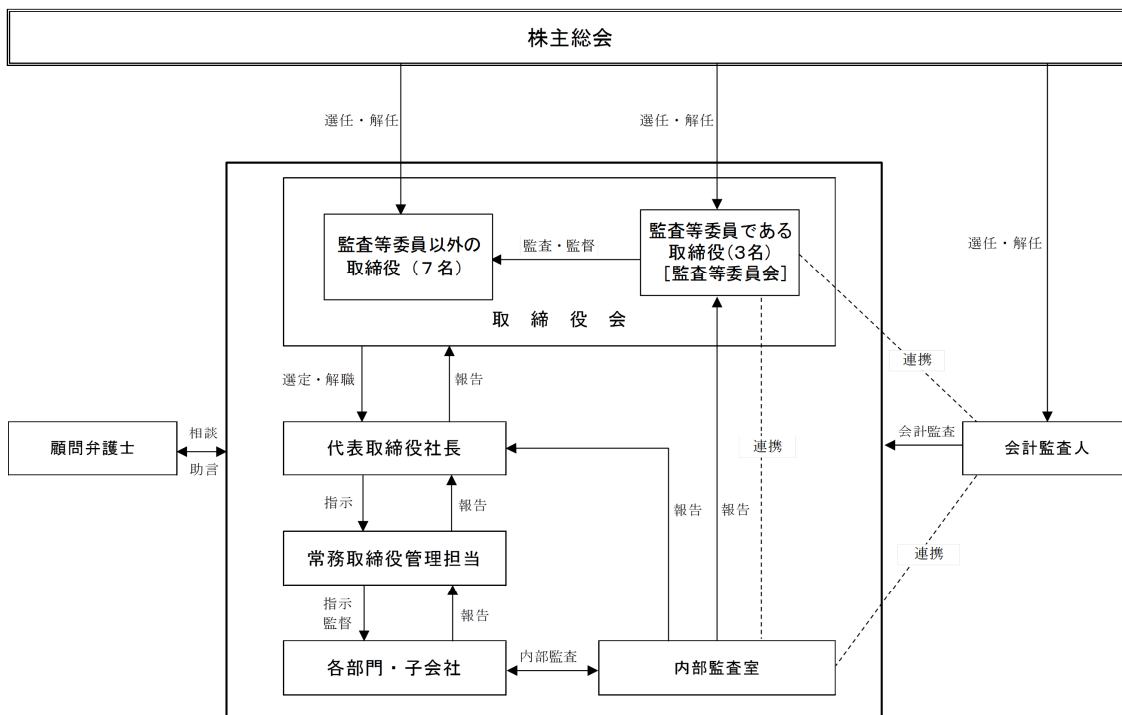 株主総会
選任・解任
選任・解任
選任・解任
監査等委員以外の
取締役（７名）
監査・監督
監査等委員である
取締役(3名)
[監査等委員会]
取締役会
選定・解職
報告
連携
顧問弁護士
相談
助言
代表取締役社長
連携
会計監査
会計監査人
指示
報告
報告
報告
連携
常務取締役管理担当
指示
監督
報告
各部門・子会社
内部監査
内部監査室